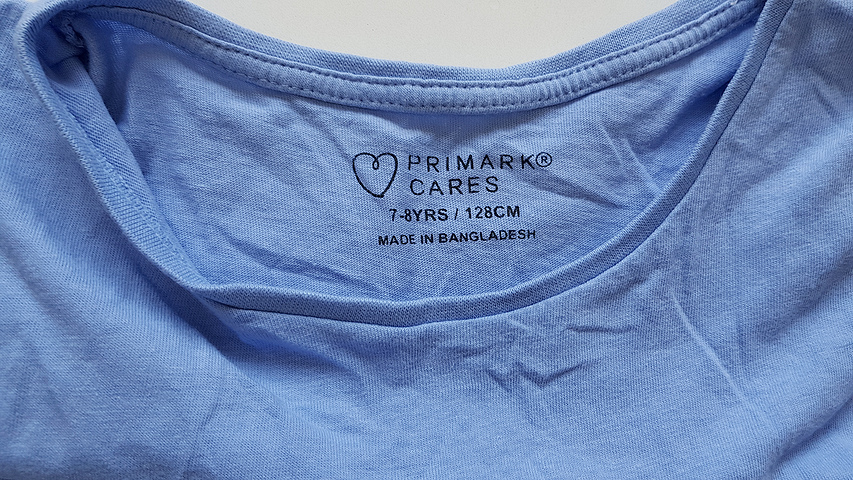 PRIMARK®
CARES
7-8YRS / 128CM
MADE IN BANGLADESH